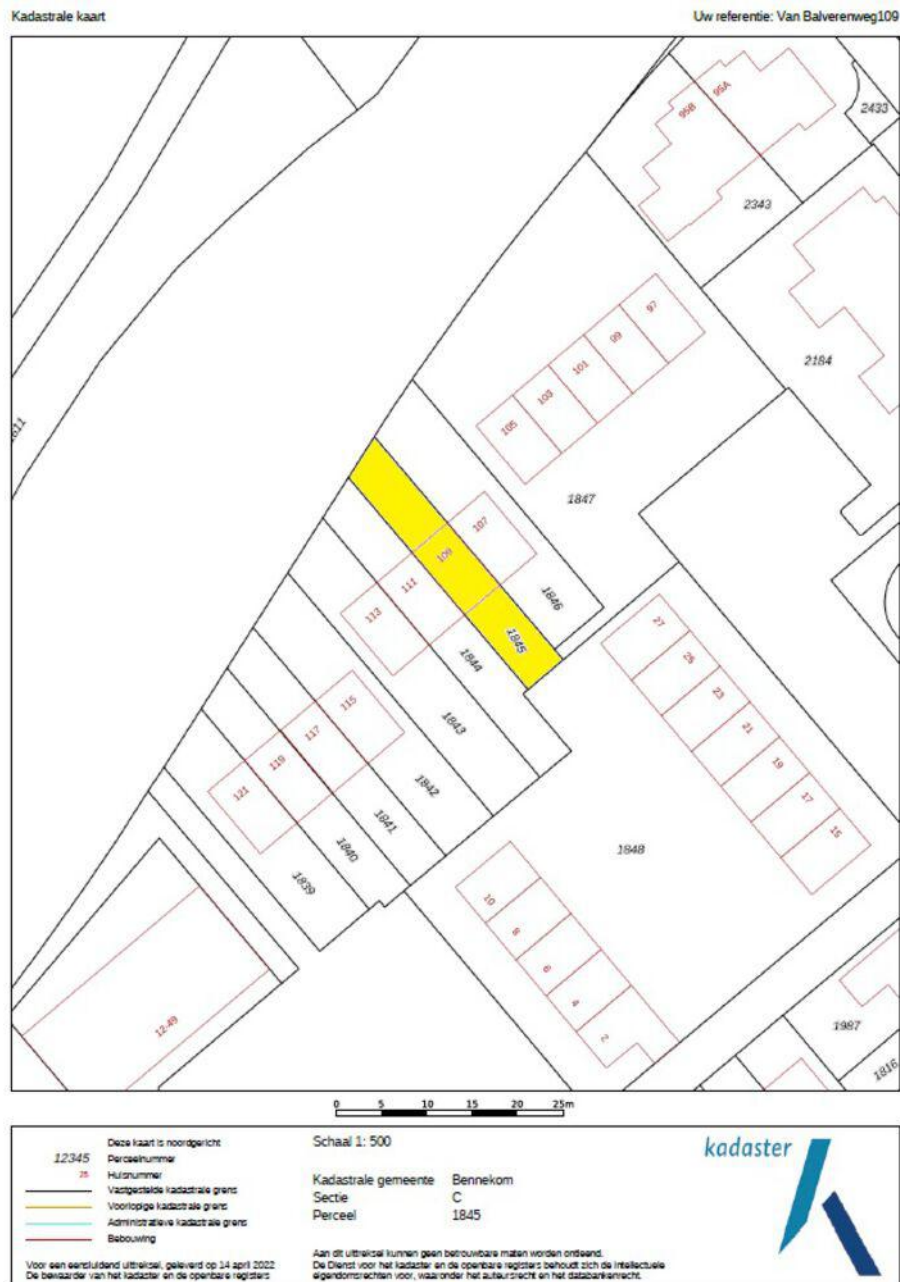 Kadastrale kaart
Uw referentie: Van Balverenweg109
95B
95A
2433
2343
2184
97
99
101
103
105
1847
107
109
111
113
1846
1845
1844
1843
1842
1841
1840
1839
115
117
119
121
27
25
23
21
19
17
15
1848
10
8
6
4
2
12-49
1987
1816
0 5 10 15 20 25m
Deze kaart is noordgericht
12345 Perceelnummer
25 Huisnummer
Vastgestelde kadastrale grens
Voorlopige kadastrale grens
Administratieve kadastrale grens
Bebouwing
Voor een eensluidend uittreksel, geleverd op 14 april 2022
De bewaarder van het kadaster en de openbare registers
Schaal 1: 500
Kadastrale gemeente Bennekom
Sectie C
Perceel 1845
Aan dit uittreksel kunnen geen betrouwbare maten worden ontleend.
De Dienst voor het kadaster en de openbare registers behoudt zich de intellectuele
eigendomsrechten voor, waaronder het auteursrecht en het databankenrecht.
kadaster